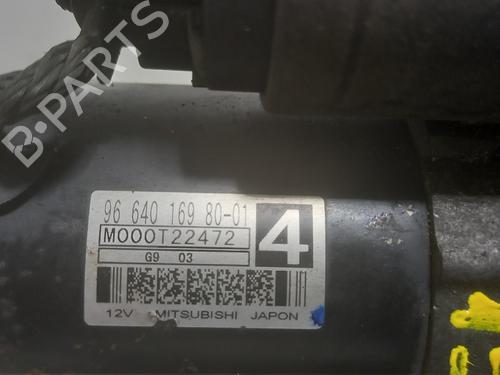 B-PARTS
96 640 169 80-01
M000T22472
4
G9 03
12V MITSUBISHI JAPON